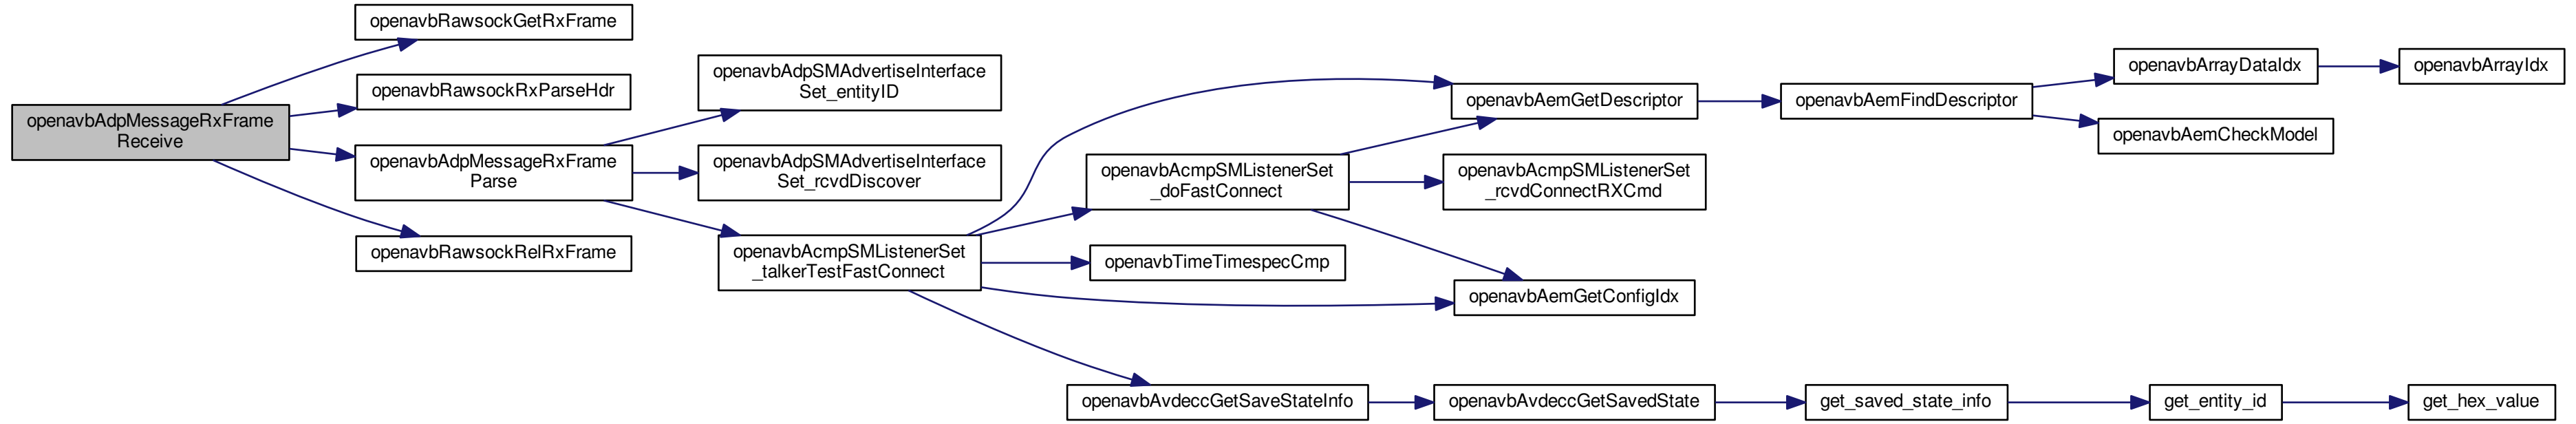 openavbAdpMessageRxFrame
Receive
openavbRawsockGetRxFrame
openavbRawsockRxParseHdr
openavbAdpMessageRxFrame
Parse
openavbRawsockRelRxFrame
openavbAdpSMAdvertiseInterface
Set_entityID
openavbAdpSMAdvertiseInterface
Set_rcvdDiscover
openavbAcmpSMListenerSet
_talkerTestFastConnect
openavbAcmpSMListenerSet
_doFastConnect
openavbTimeTimespecCmp
openavbAvdeccGetSaveStateInfo
openavbAemGetDescriptor
openavbAcmpSMListenerSet
_rcvdConnectRXCmd
openavbAemGetConfigIdx
openavbAvdeccGetSavedState
openavbAemFindDescriptor
get_saved_state_info
openavbArrayDataIdx
openavbAemCheckModel
get_entity_id
openavbArrayIdx
get_hex_value